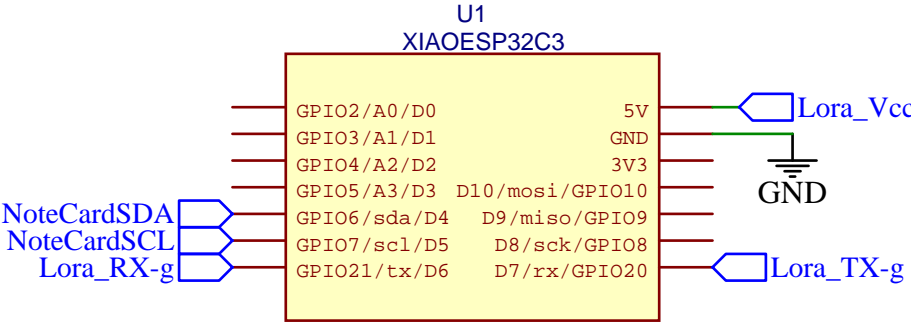 U1
XIAOESP32C3
GPIO2/A0/D0
5V
Lora_Vcc
GPIO3/A1/D1
GND
GPIO4/A2/D2
3V3
GND
GPIO5/A3/D3
D10/mosi/GPIO10
NoteCardSDA
GPIO6/sda/D4
D9/miso/GPIO9
NoteCardSCL
GPIO7/scl/D5
D8/sck/GPIO8
Lora_RX-g
GPIO21/tx/D6
D7/rx/GPIO20
Lora_TX-g